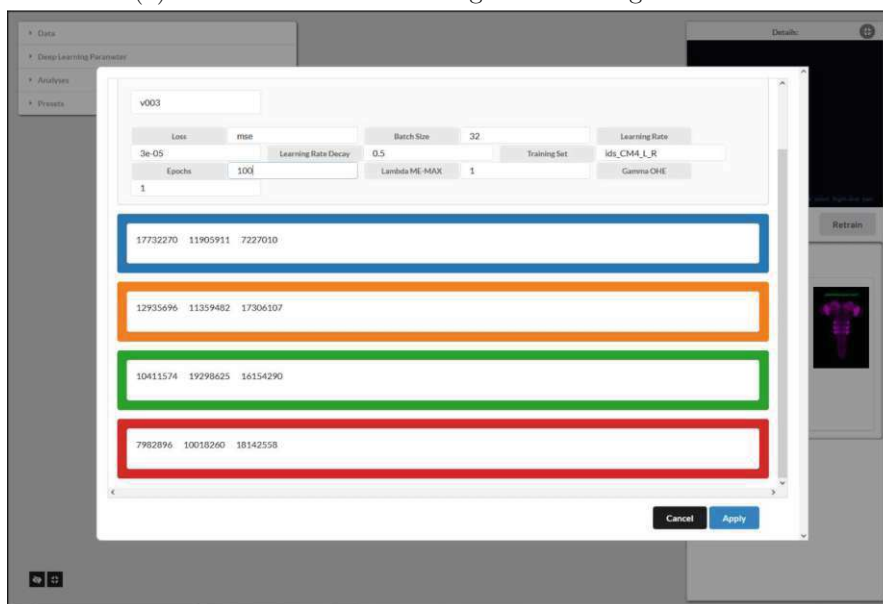 Data
Details:
Deep Learning Parameter
Analyses
Presets
v003
Loss mse Batch Size 32 Learning Rate
3e-05 Learning Rate Decay 0.5 Training Set ids_CM4_L_R
Epochs 100 Lambda ME-MAX 1 Gamma OHE
1
Retrain
17732270 11905911 7227010
12935696 11359482 17306107
10411574 19298625 16154290
7982896 10018260 18142558
Cancel Apply